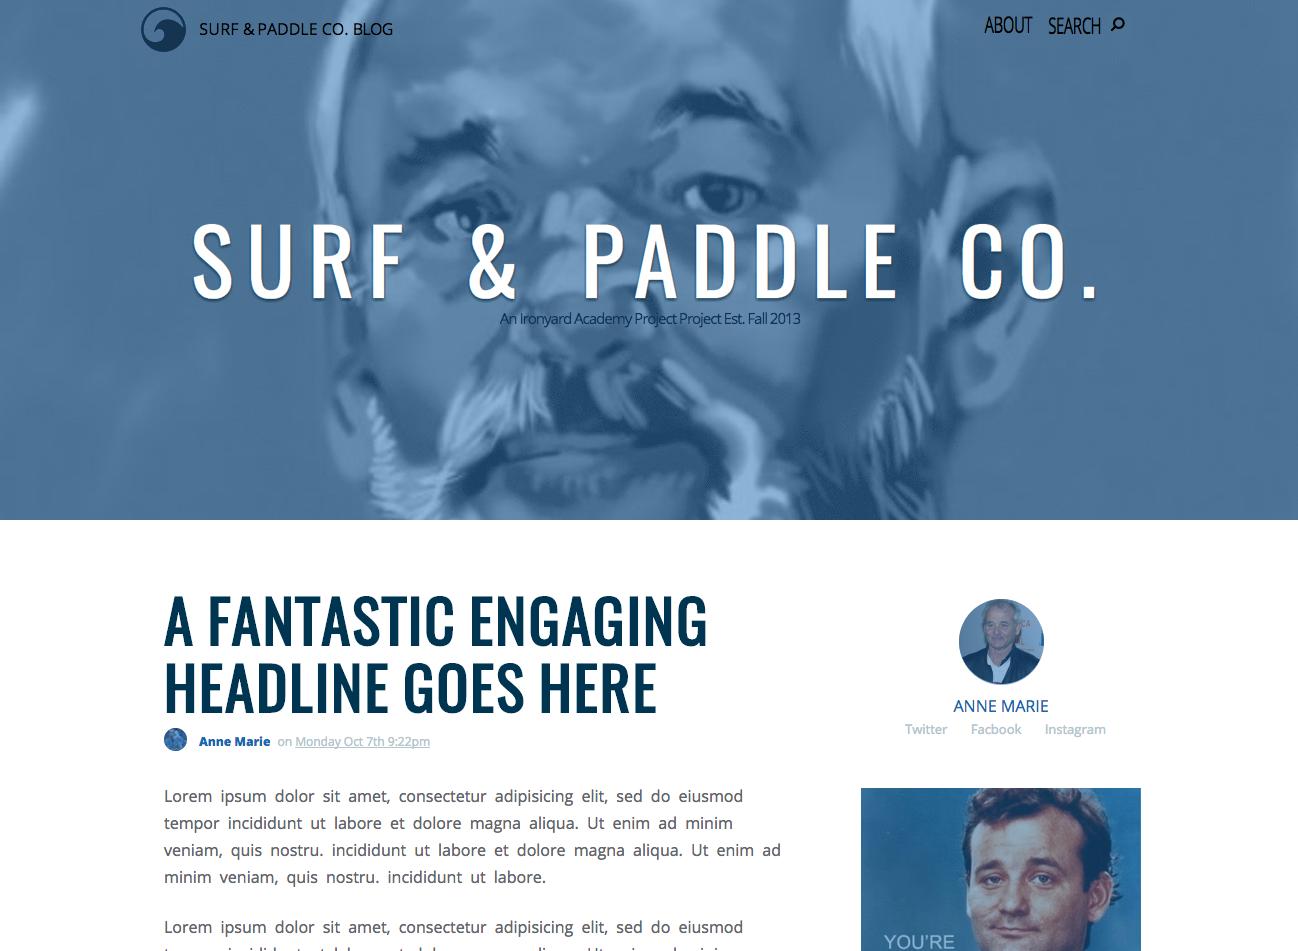 SURF & PADDLE CO. BLOG
ABOUT SEARCH
SURF & PADDLE CO.
An Ironyard Academy Project Project Est. Fall 2013
A FANTASTIC ENGAGING
HEADLINE GOES HERE
Anne Marie on Monday Oct 7th 9:22pm
Lorem ipsum dolor sit amet, consectetur adipisicing elit, sed do eiusmod
tempor incididunt ut labore et dolore magna aliqua. Ut enim ad minim
veniam, quis nostru. incididunt ut labore et dolore magna aliqua. Ut enim ad
minim veniam, quis nostru. incididunt ut labore.
Lorem ipsum dolor sit amet, consectetur adipisicing elit, sed do eiusmod
ANNE MARIE
Twitter Facbook Instagram
YOU'RE